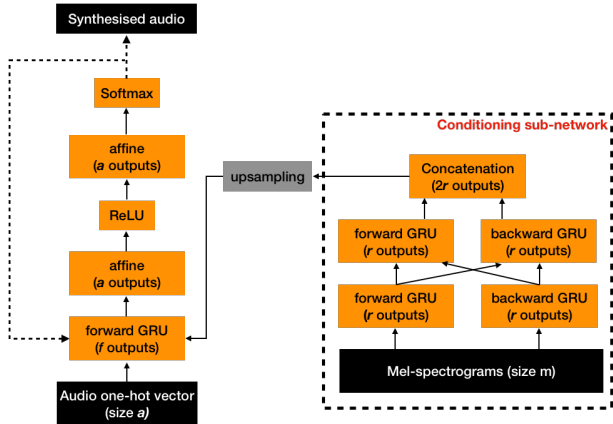 Synthesised audio
Softmax
affine
(a outputs)
ReLU
affine
(a outputs)
forward GRU
(f outputs)
Audio one-hot vector
(size a)
upsampling
Conditioning sub-network
Concatenation
(2r outputs)
forward GRU
(r outputs)
backward GRU
(r outputs)
forward GRU
(r outputs)
backward GRU
(r outputs)
Mel-spectrograms (size m)